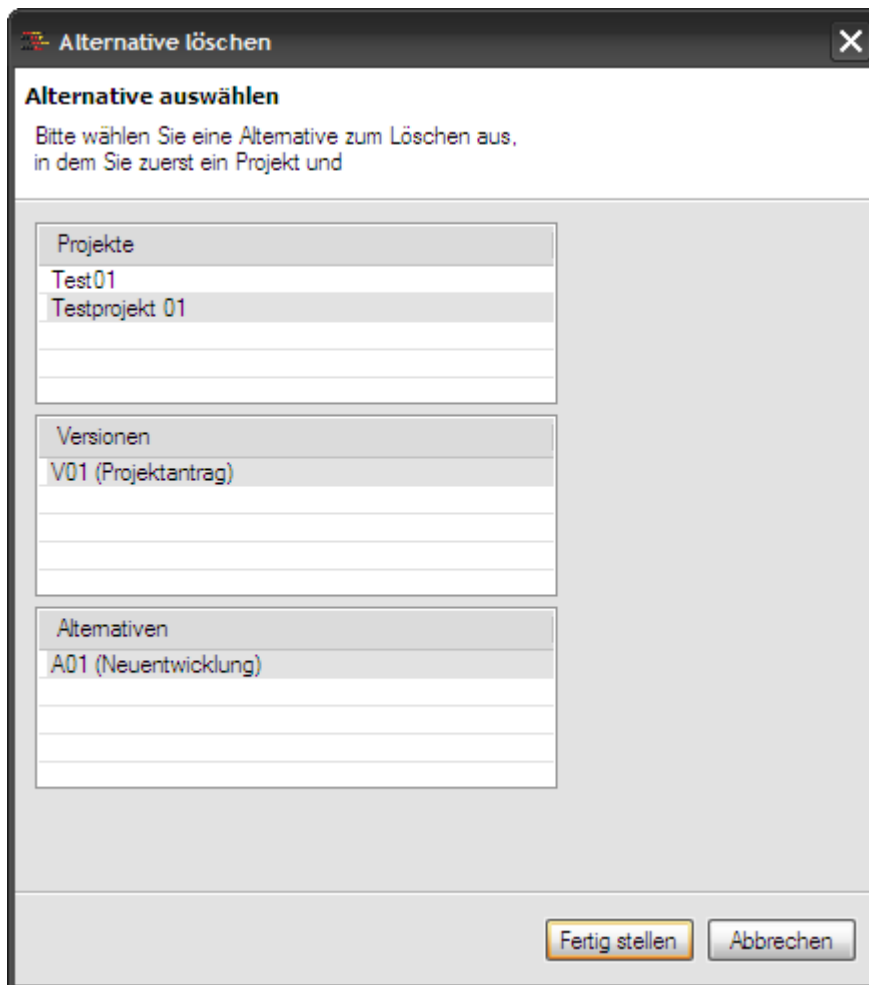 Alternative löschen
Alternative auswählen
Bitte wählen Sie eine Alternative zum Löschen aus,
in dem Sie zuerst ein Projekt und
Projekte
Test01
Testprojekt 01
Versionen
V01 (Projektantrag)
Alternativen
A01 (Neuentwicklung)
Fertig stellen
Abbrechen